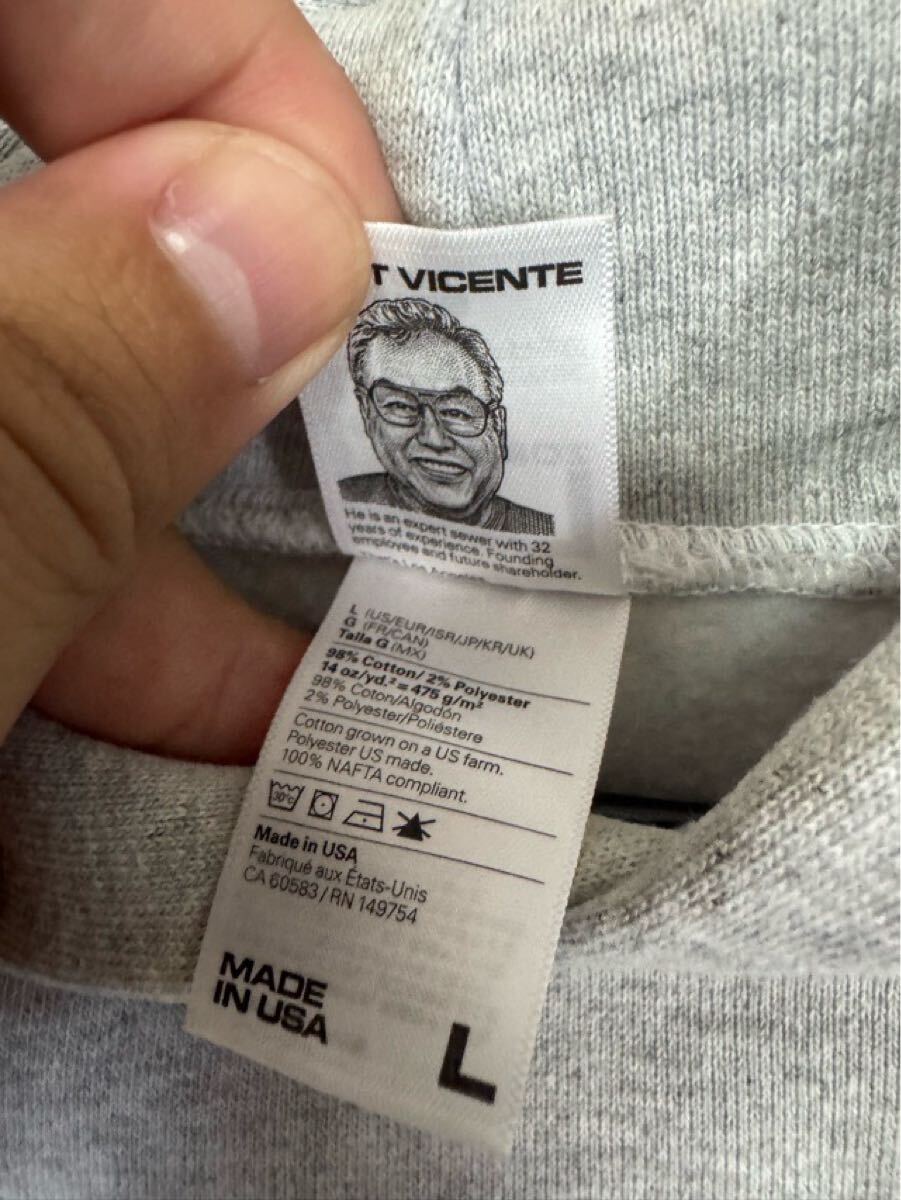 T VICENTE
He is an expert sewer with 32
years of experience. Founding
employee and future shareholder.
L (US/EUR/ISR/JP/KR/UK)
G (FR/CAN)
Talla G (MX)
98% Cotton/ 2% Polyester
14 oz/yd.² = 475 g/m²
98% Coton/Algodón
2% Polyester/Poliéstere
Cotton grown on a US farm.
Polyester US made.
100% NAFTA compliant.
30°C
Made in USA
Fabriqué aux États-Unis
CA 60583 / RN 149754
MADE
IN USA
L